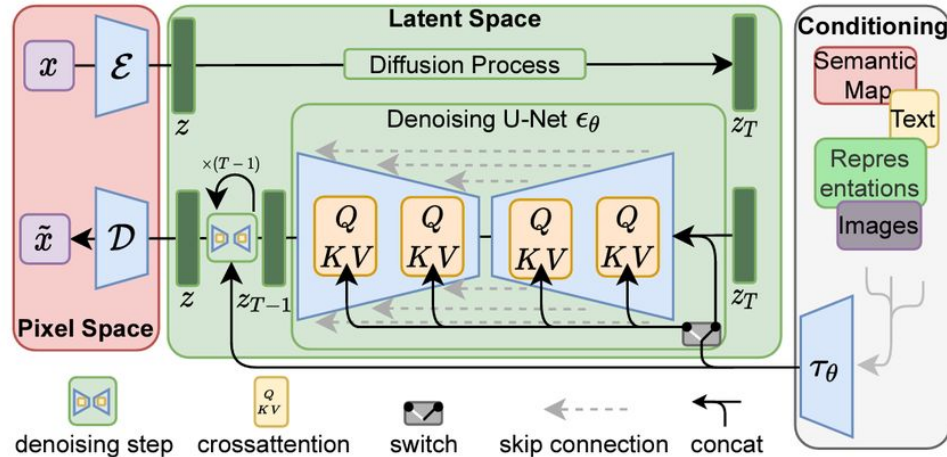 Latent Space
Conditioning
x
ℰ
z
Diffusion Process
z_T
Semantic
Map
Text
Repres
entations
Images
Denoising U-Net ϵ_θ
×(T−1)
Q
KV
Q
KV
Q
KV
Q
KV
x̃
𝒟
z
z_{T−1}
z_T
Pixel Space
τ_θ
Q
KV
denoising step
crossattention
switch
skip connection
concat